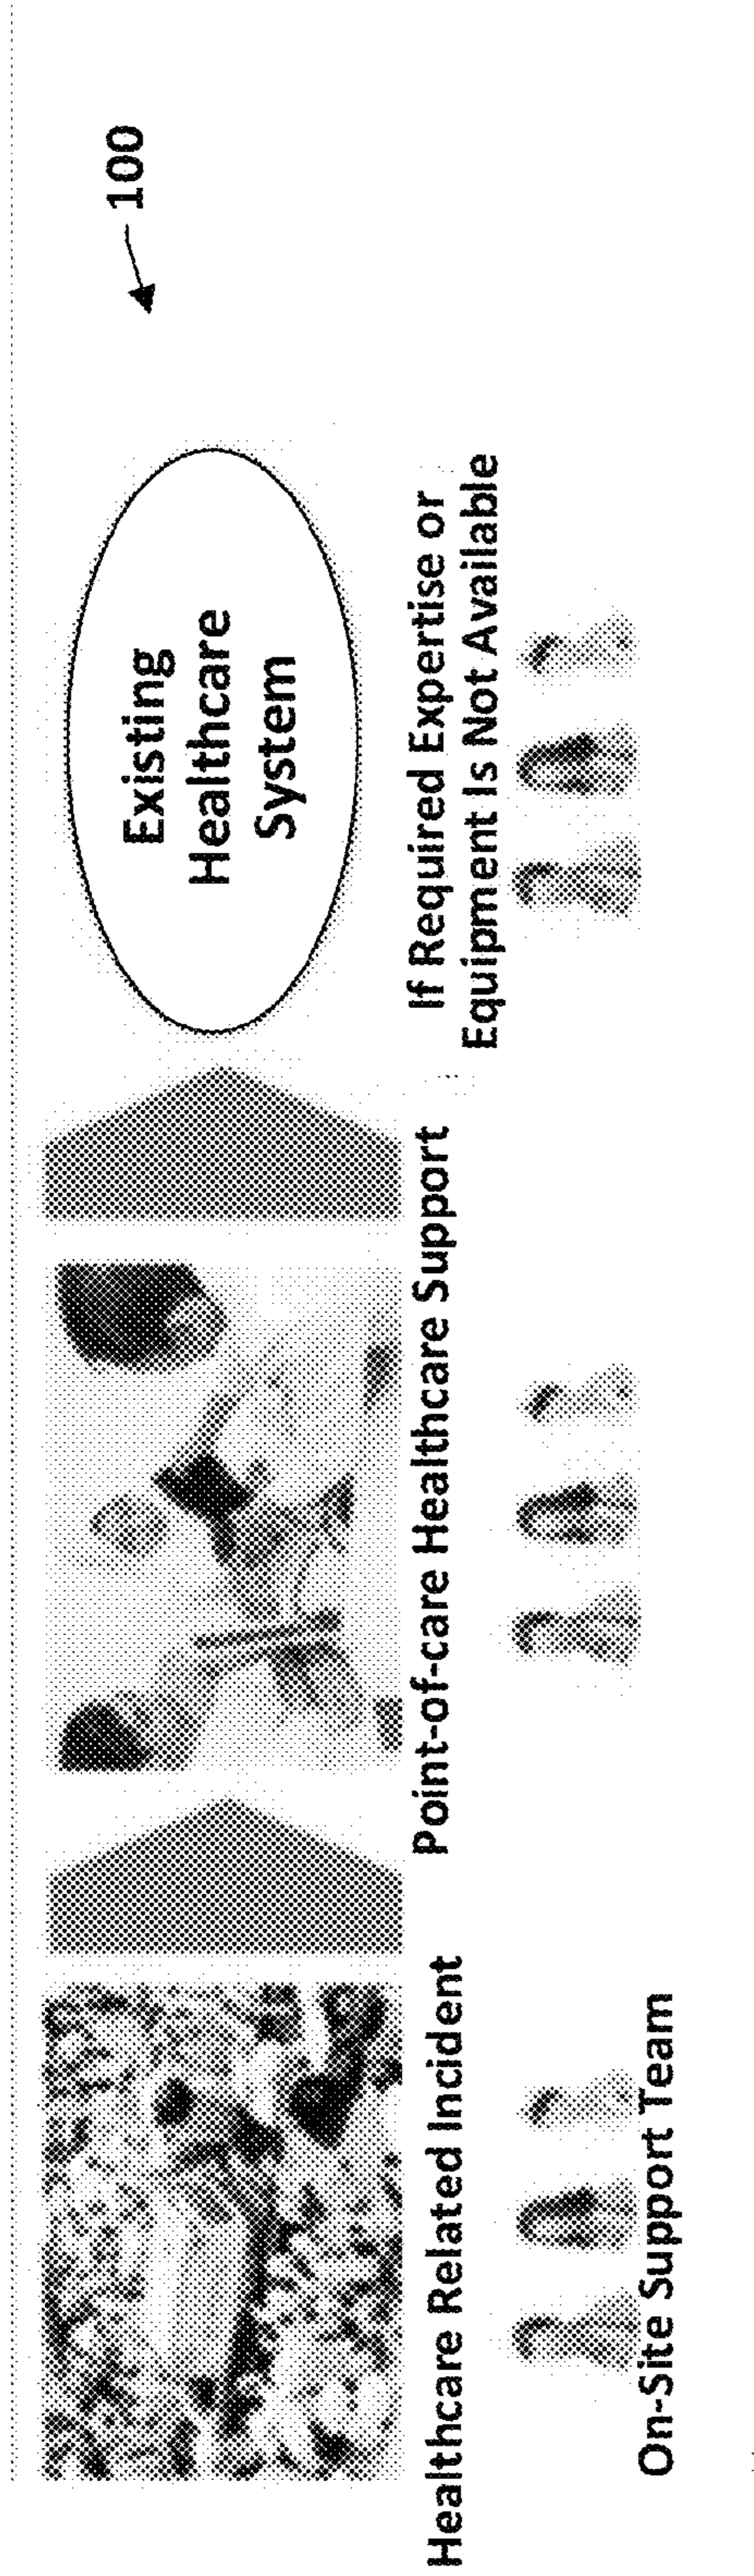 100
Existing
Healthcare
System
Healthcare Related Incident
Point-of-care Healthcare Support
If Required Expertise or
Equipment Is Not Available
On-Site Support Team